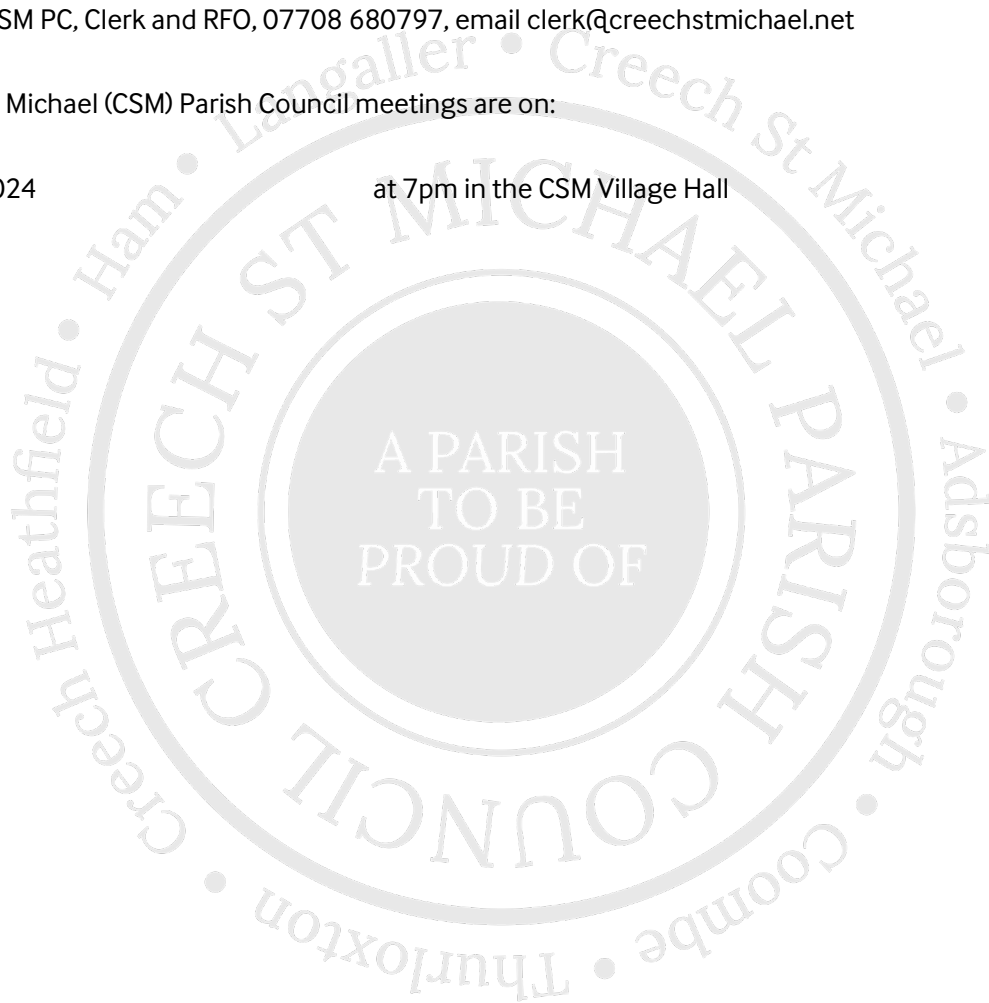 SM PC, Clerk and RFO, 07708 680797, email clerk@creechstmichael.net
Michael (CSM) Parish Council meetings are on:
024 at 7pm in the CSM Village Hall
Langaller • Creech St Michael • Adsborough • Coombe • Thurloxton • Creech Heathfield • Ham •
CREECH ST MICHAEL PARISH COUNCIL
A PARISH
TO BE
PROUD OF